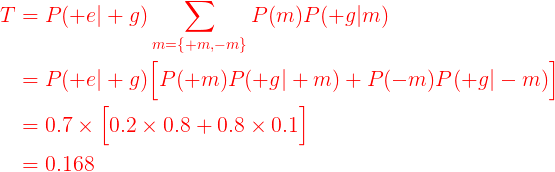 T = P(+e|+g) ∑_{m={+m,−m}} P(m)P(+g|m)
= P(+e|+g)[P(+m)P(+g|+m) + P(−m)P(+g|−m)]
= 0.7 × [0.2 × 0.8 + 0.8 × 0.1]
= 0.168